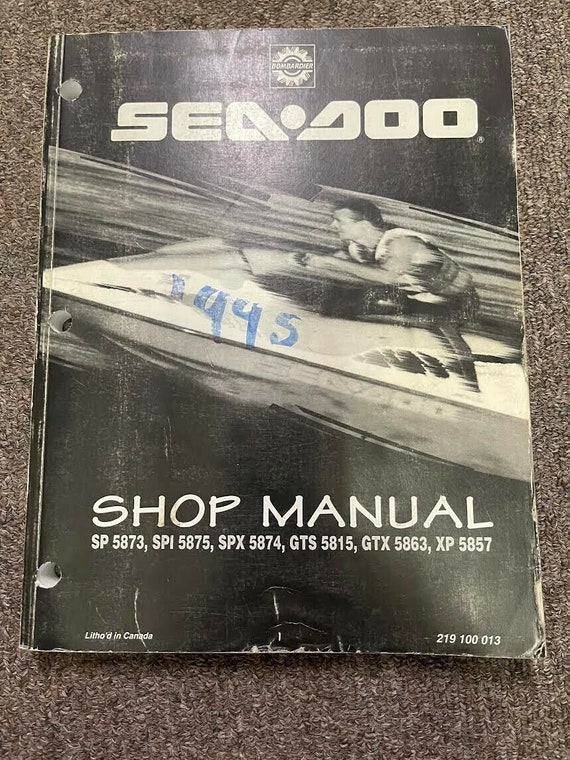 BOMBARDIER
SEA•DOO®
1995
SHOP MANUAL
SP 5873, SPI 5875, SPX 5874, GTS 5815, GTX 5863, XP 5857
Litho'd in Canada
219 100 013